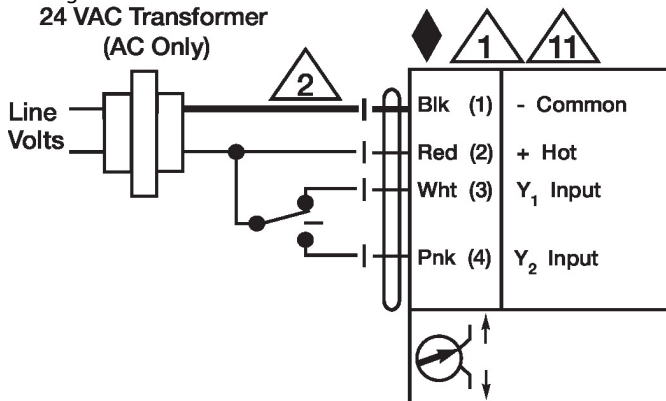 24 VAC Transformer
(AC Only)
1
11
2
Line
Volts
Blk (1) - Common
Red (2) + Hot
Wht (3) Y1 Input
Pnk (4) Y2 Input